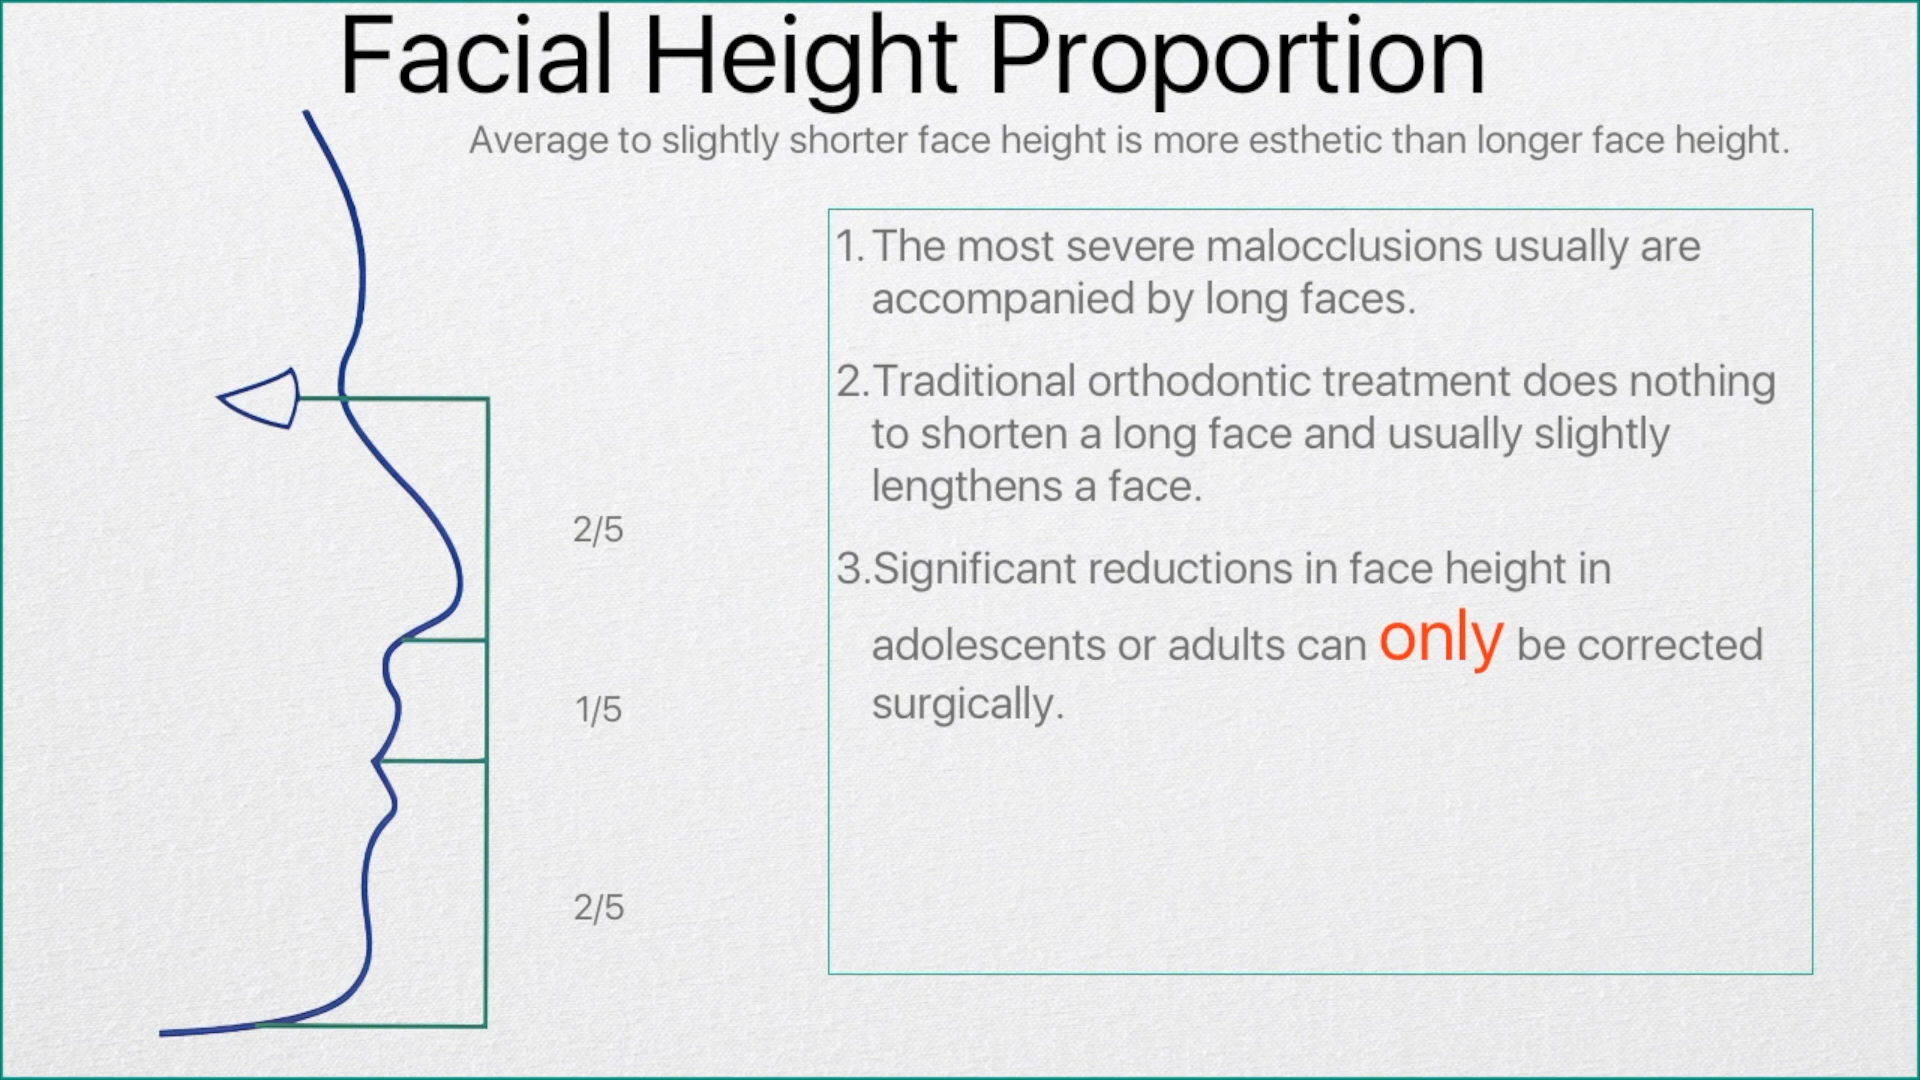 Facial Height Proportion
Average to slightly shorter face height is more esthetic than longer face height.
1. The most severe malocclusions usually are
accompanied by long faces.
2.Traditional orthodontic treatment does nothing
to shorten a long face and usually slightly
lengthens a face.
3.Significant reductions in face height in
adolescents or adults can only be corrected
surgically.
2/5
1/5
2/5